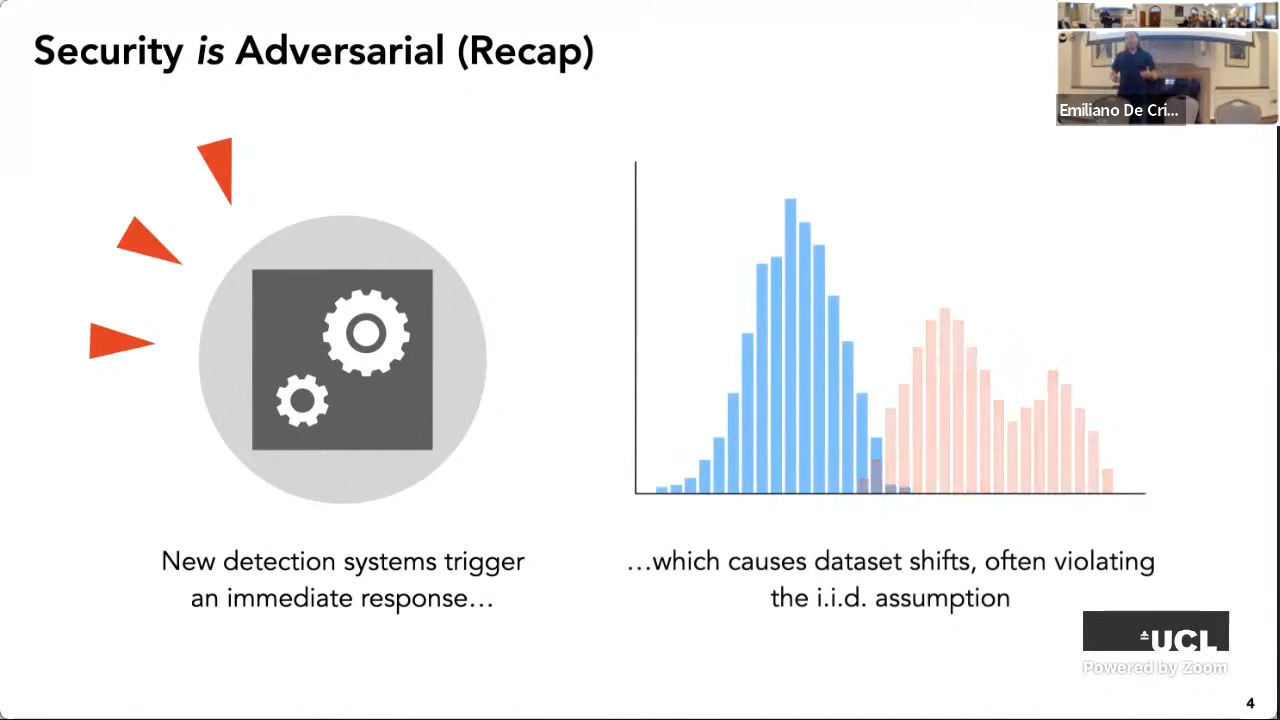 Security is Adversarial (Recap)
Emiliano De Cri...
New detection systems trigger
an immediate response…
…which causes dataset shifts, often violating
the i.i.d. assumption
UCL
Powered by Zoom
4